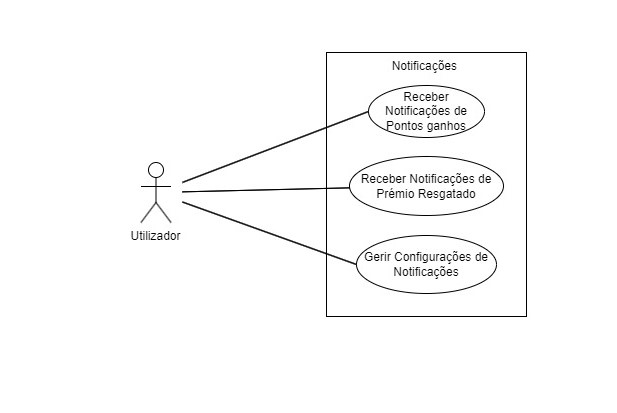 Notificações
Receber
Notificações de
Pontos ganhos
Receber Notificações de
Prémio Resgatado
Utilizador
Gerir Configurações de
Notificações